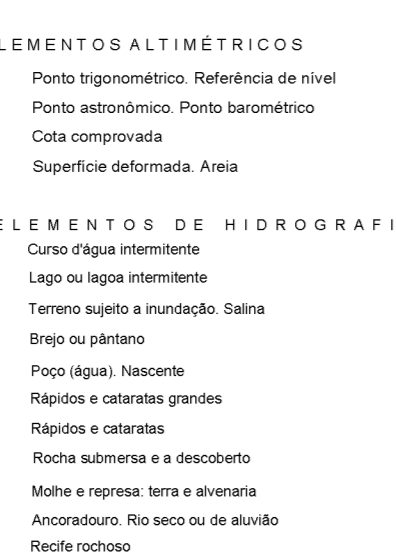 LEMENTOS ALTIMÉTRICOS
Ponto trigonométrico. Referência de nível
Ponto astronômico. Ponto barométrico
Cota comprovada
Superfície deformada. Areia
ELEMENTOS DE HIDROGRAFI
Curso d'água intermitente
Lago ou lagoa intermitente
Terreno sujeito a inundação. Salina
Brejo ou pântano
Poço (água). Nascente
Rápidos e cataratas grandes
Rápidos e cataratas
Rocha submersa e a descoberto
Molhe e represa: terra e alvenaria
Ancoradouro. Rio seco ou de aluvião
Recife rochoso